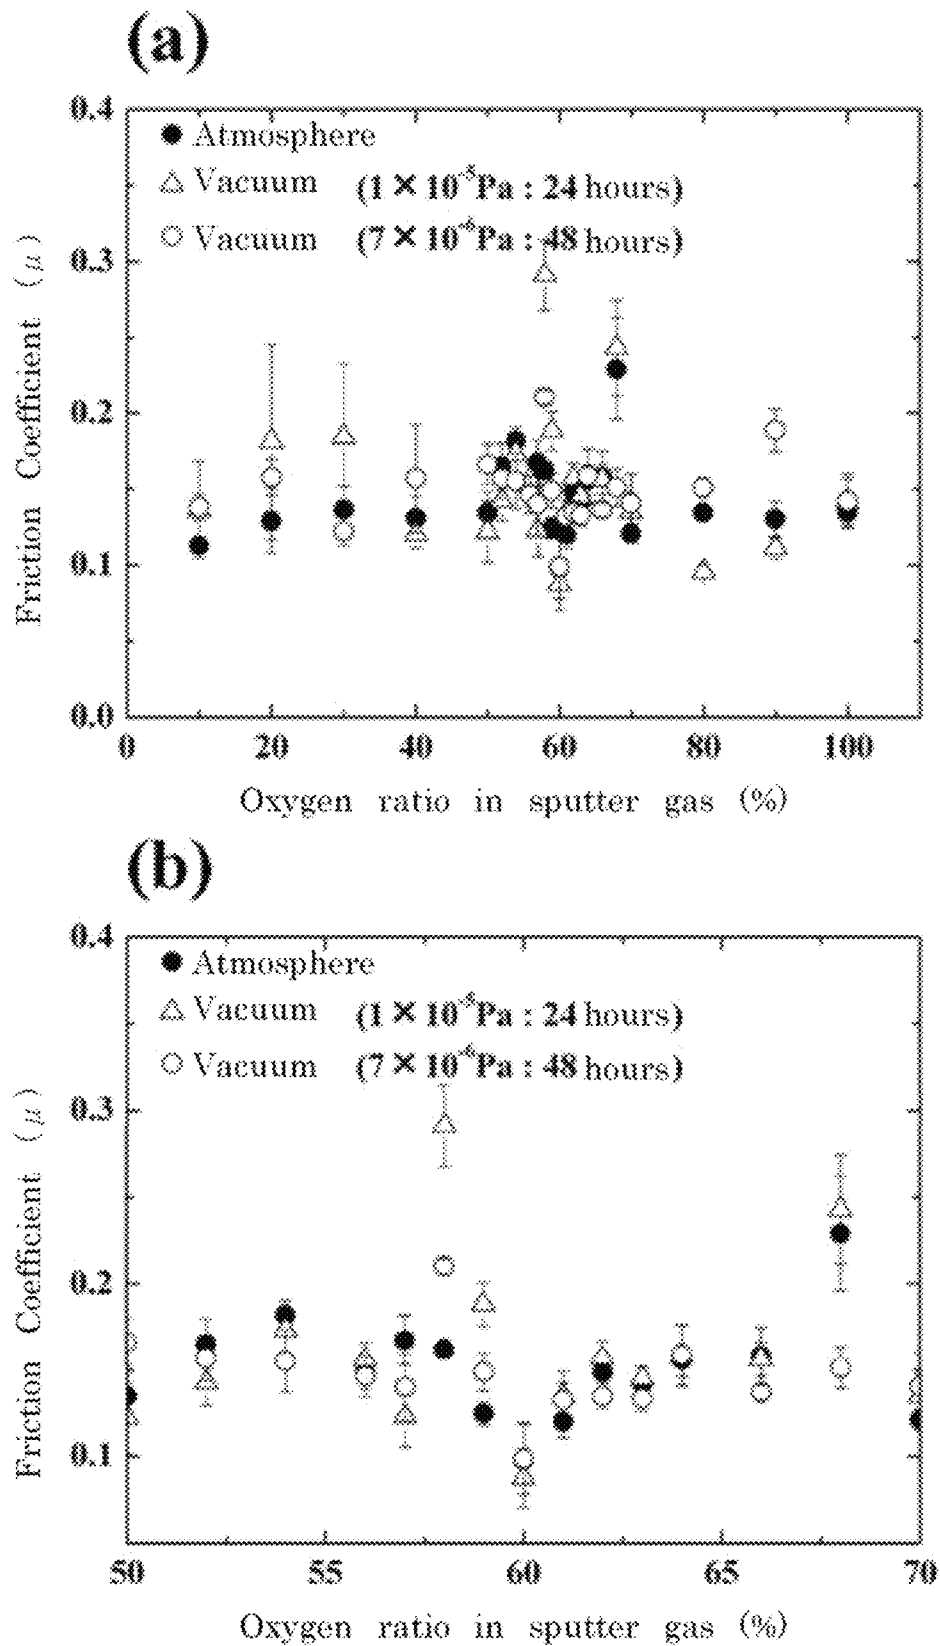 (a)
0.4
Atmosphere
Vacuum (1 × 10⁻⁵Pa : 24 hours)
Vacuum (7 × 10⁻⁶Pa : 48 hours)
0.3
0.2
0.1
0.0
Friction Coefficient (μ)
0 20 40 60 80 100
Oxygen ratio in sputter gas (%)
(b)
0.4
Atmosphere
Vacuum (1 × 10⁻⁵Pa : 24 hours)
Vacuum (7 × 10⁻⁶Pa : 48 hours)
0.3
0.2
0.1
Friction Coefficient (μ)
50 55 60 65 70
Oxygen ratio in sputter gas (%)